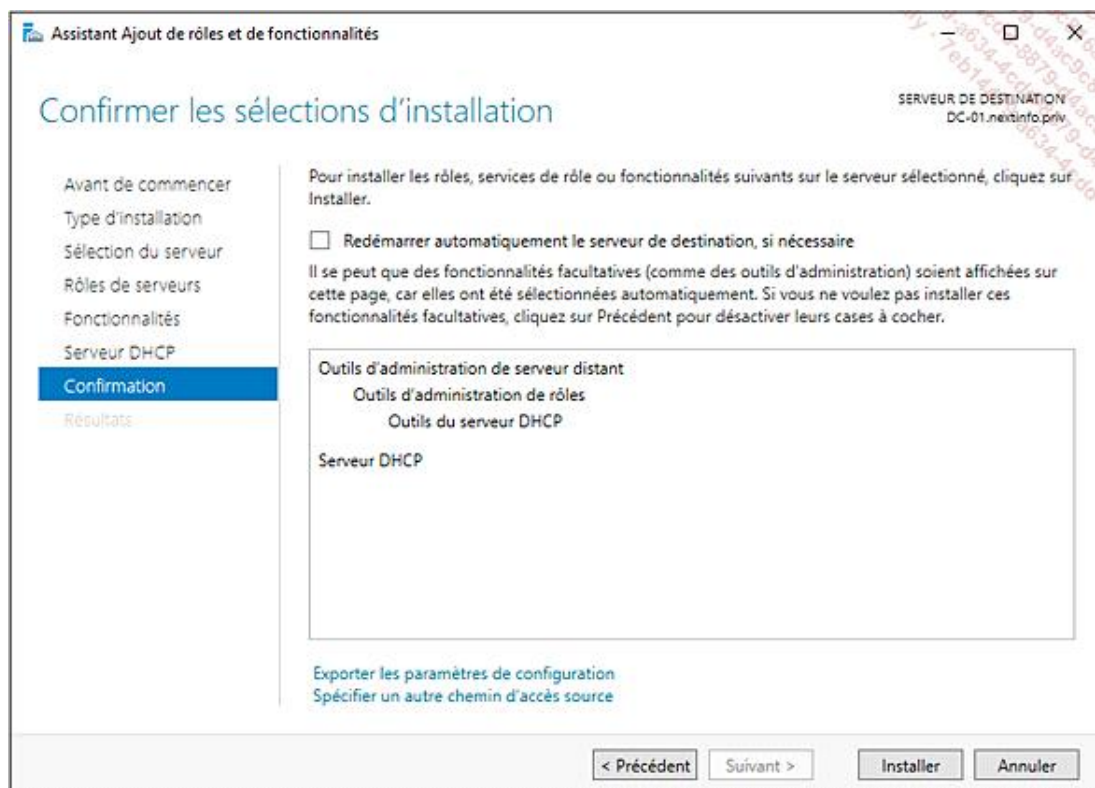 Assistant Ajout de rôles et de fonctionnalités
Confirmer les sélections d'installation
SERVEUR DE DESTINATION
DC-01.nextinfo.priv
Avant de commencer
Type d'installation
Sélection du serveur
Rôles de serveurs
Fonctionnalités
Serveur DHCP
Confirmation
Résultats
Pour installer les rôles, services de rôle ou fonctionnalités suivants sur le serveur sélectionné, cliquez sur
Installer.
Redémarrer automatiquement le serveur de destination, si nécessaire
Il se peut que des fonctionnalités facultatives (comme des outils d'administration) soient affichées sur
cette page, car elles ont été sélectionnées automatiquement. Si vous ne voulez pas installer ces
fonctionnalités facultatives, cliquez sur Précédent pour désactiver leurs cases à cocher.
Outils d'administration de serveur distant
Outils d'administration de rôles
Outils du serveur DHCP
Serveur DHCP
Exporter les paramètres de configuration
Spécifier un autre chemin d'accès source
< Précédent
Suivant >
Installer
Annuler